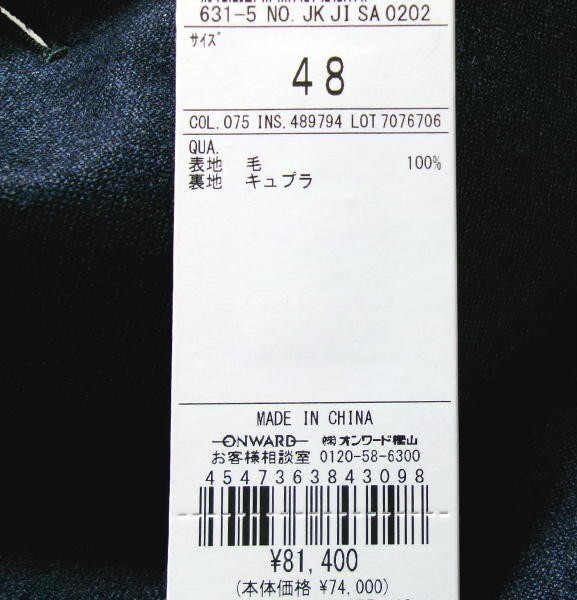 631-5 NO. JK JI SA 0202
サイズ
48
COL. 075 INS. 489794 LOT 7076706
QUA.
表地 毛 100%
裏地 キュプラ
MADE IN CHINA
ONWARD ㈱オンワード樫山
お客様相談室 0120-58-6300
4547363843098
¥81,400
(本体価格 ¥74,000)